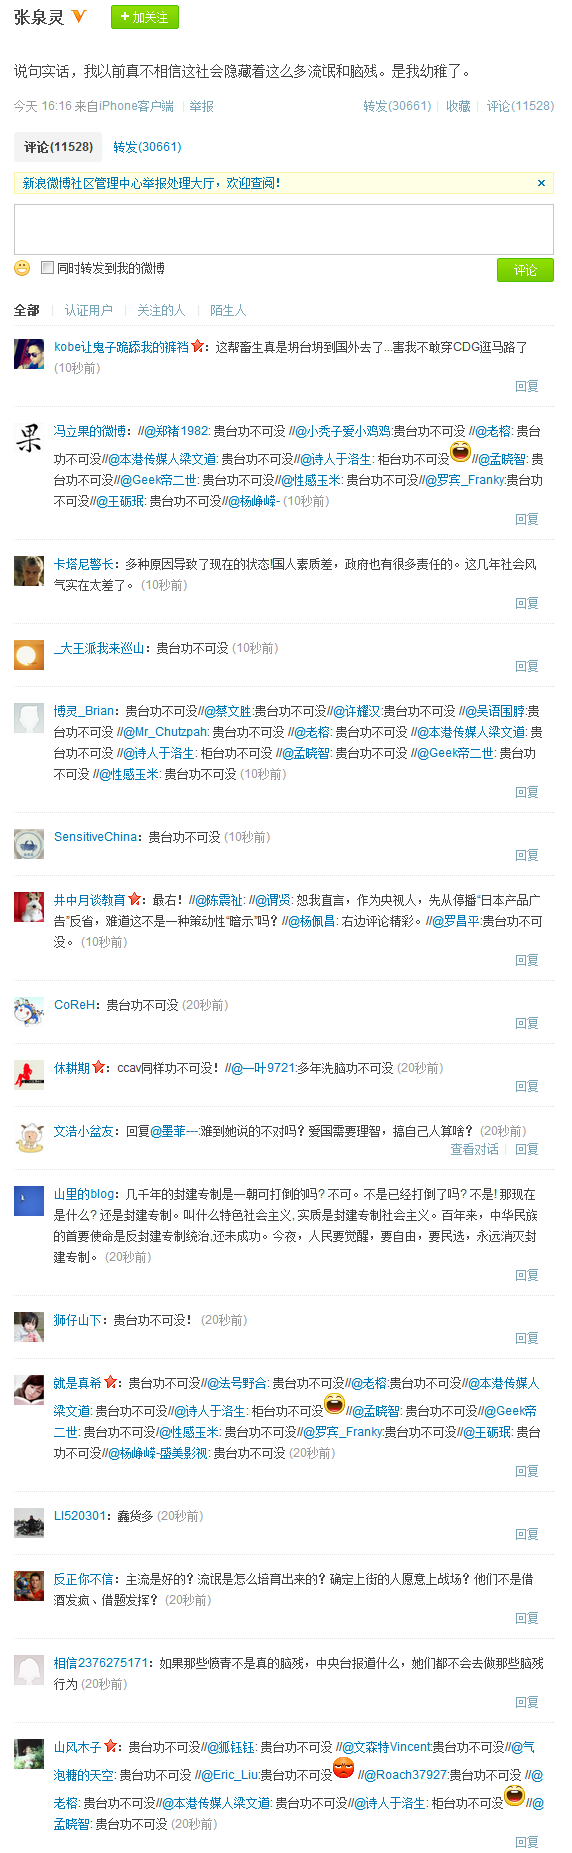 张泉灵
+加关注
说句实话，我以前真不相信这社会隐藏着这么多流氓和脑残。是我幼稚了。
今天 16:16 来自iPhone客户端 | 举报 转发(30661) | 收藏 | 评论(11528)
评论(11528) 转发(30661)
新浪微博社区管理中心举报处理大厅，欢迎查阅！ ×
同时转发到我的微博 评论
全部 | 认证用户 | 关注的人 | 陌生人
kobe让鬼子跪舔我的裤裆：这帮畜生真是坍台坍到国外去了...害我不敢穿CDG逛马路了
(10秒前)
回复
冯立果的微博：//@郑褚1982: 贵台功不可没 //@小秃子爱小鸡鸡:贵台功不可没 //@老榕: 贵台
功不可没//@本港传媒人梁文道: 贵台功不可没//@诗人于洛生: 柜台功不可没//@孟晓智: 贵
台功不可没//@Geek帝二世: 贵台功不可没//@性感玉米: 贵台功不可没//@罗宾_Franky:贵台功不
可没//@王砺珉: 贵台功不可没//@杨峥嵘- (10秒前)
回复
卡塔尼警长：多种原因导致了现在的状态!国人素质差，政府也有很多责任的。这几年社会风
气实在太差了。 (10秒前)
回复
_大王派我来巡山：贵台功不可没 (10秒前)
回复
博灵_Brian：贵台功不可没//@蔡文胜:贵台功不可没//@许耀汉:贵台功不可没 //@吴语围脖:贵
台功不可没 //@Mr_Chutzpah: 贵台功不可没 //@老榕: 贵台功不可没 //@本港传媒人梁文道: 贵
台功不可没 //@诗人于洛生: 柜台功不可没 //@孟晓智: 贵台功不可没 //@Geek帝二世: 贵台功
不可没 //@性感玉米: 贵台功不可没 (10秒前)
回复
SensitiveChina：贵台功不可没 (10秒前)
回复
井中月谈教育：最右！//@陈震祉: //@谓贤: 恕我直言，作为央视人，先从停播“日本产品广
告”反省，难道这不是一种策动性“暗示”吗？//@杨佩昌: 右边评论精彩。//@罗昌平:贵台功不可
没。 (10秒前)
回复
CoReH：贵台功不可没 (20秒前)
回复
休耕期：ccav同样功不可没！//@一叶9721:多年洗脑功不可没 (20秒前)
回复
文浩小盆友：回复@墨菲---:难到她说的不对吗？爱国需要理智，搞自己人算啥？ (20秒前)
查看对话 | 回复
山里的blog：几千年的封建专制是一朝可打倒的吗? 不可。不是已经打倒了吗? 不是! 那现在
是什么? 还是封建专制。叫什么特色社会主义, 实质是封建专制社会主义。百年来，中华民族
的首要使命是反封建专制统治,还未成功。今夜，人民要觉醒，要自由，要民选，永远消灭封
建专制。 (20秒前)
回复
狮仔山下：贵台功不可没！ (20秒前)
回复
就是真希：贵台功不可没//@法号野合: 贵台功不可没//@老榕:贵台功不可没//@本港传媒人
梁文道: 贵台功不可没//@诗人于洛生: 柜台功不可没//@孟晓智: 贵台功不可没//@Geek帝
二世: 贵台功不可没//@性感玉米: 贵台功不可没//@罗宾_Franky:贵台功不可没//@王砺珉: 贵台
功不可没//@杨峥嵘-盛美影视: 贵台功不可没 (20秒前)
回复
LI520301：蠢货多 (20秒前)
回复
反正你不信：主流是好的？流氓是怎么培育出来的？确定上街的人愿意上战场？他们不是借
酒发疯、借题发挥？ (20秒前)
回复
相信2376275171：如果那些愤青不是真的脑残，中央台报道什么，她们都不会去做那些脑残
行为 (20秒前)
回复
山风木子：贵台功不可没//@狐钰钰: 贵台功不可没 //@文森特Vincent:贵台功不可没//@气
泡糖的天空: 贵台功不可没 //@Eric_Liu:贵台功不可没 //@Roach37927:贵台功不可没 //@
老榕: 贵台功不可没//@本港传媒人梁文道: 贵台功不可没//@诗人于洛生: 柜台功不可没//@
孟晓智: 贵台功不可没 (20秒前)
回复
果